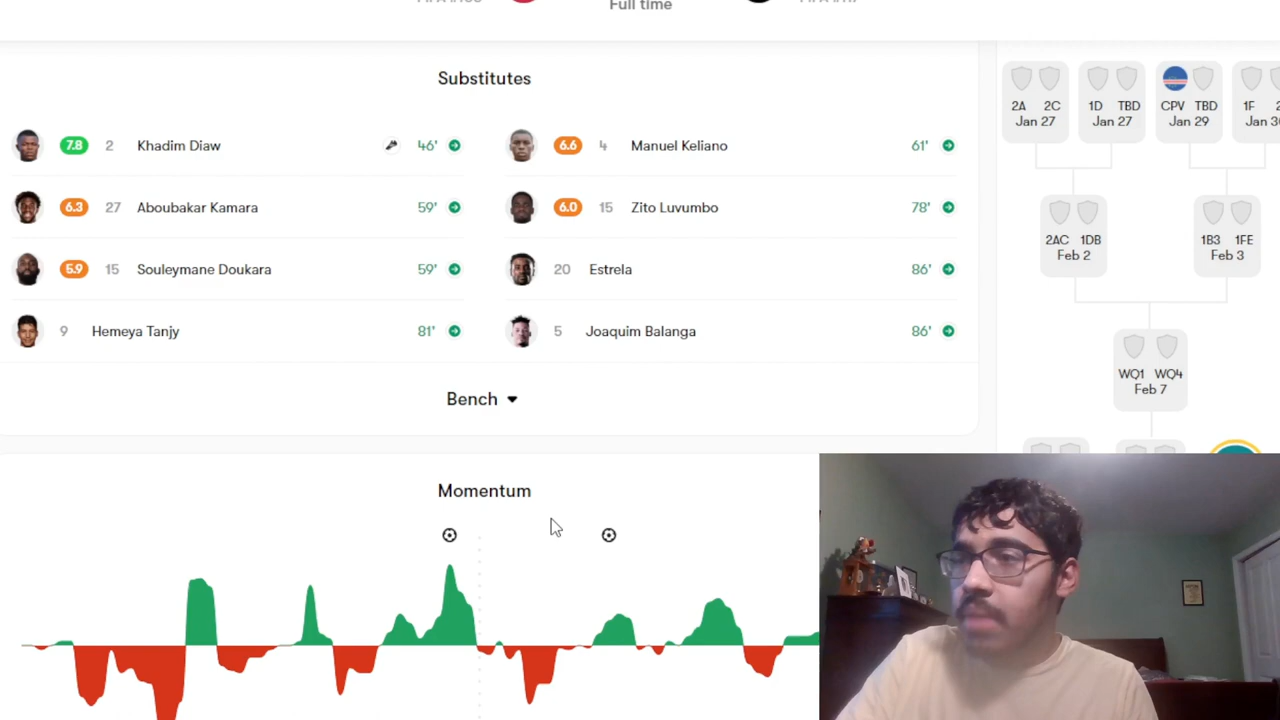 Full time
Substitutes
7.8 2 Khadim Diaw 46'
6.3 27 Aboubakar Kamara 59'
5.9 15 Souleymane Doukara 59'
9 Hemeya Tanjy 81'
6.6 4 Manuel Keliano 61'
6.0 15 Zito Luvumbo 78'
20 Estrela 86'
5 Joaquim Balanga 86'
Bench
Momentum
2A 2C
Jan 27
1D TBD
Jan 27
CPV TBD
Jan 29
1F
2AC 1DB
Feb 2
1B3 1FE
Feb 3
WQ1 WQ4
Feb 7